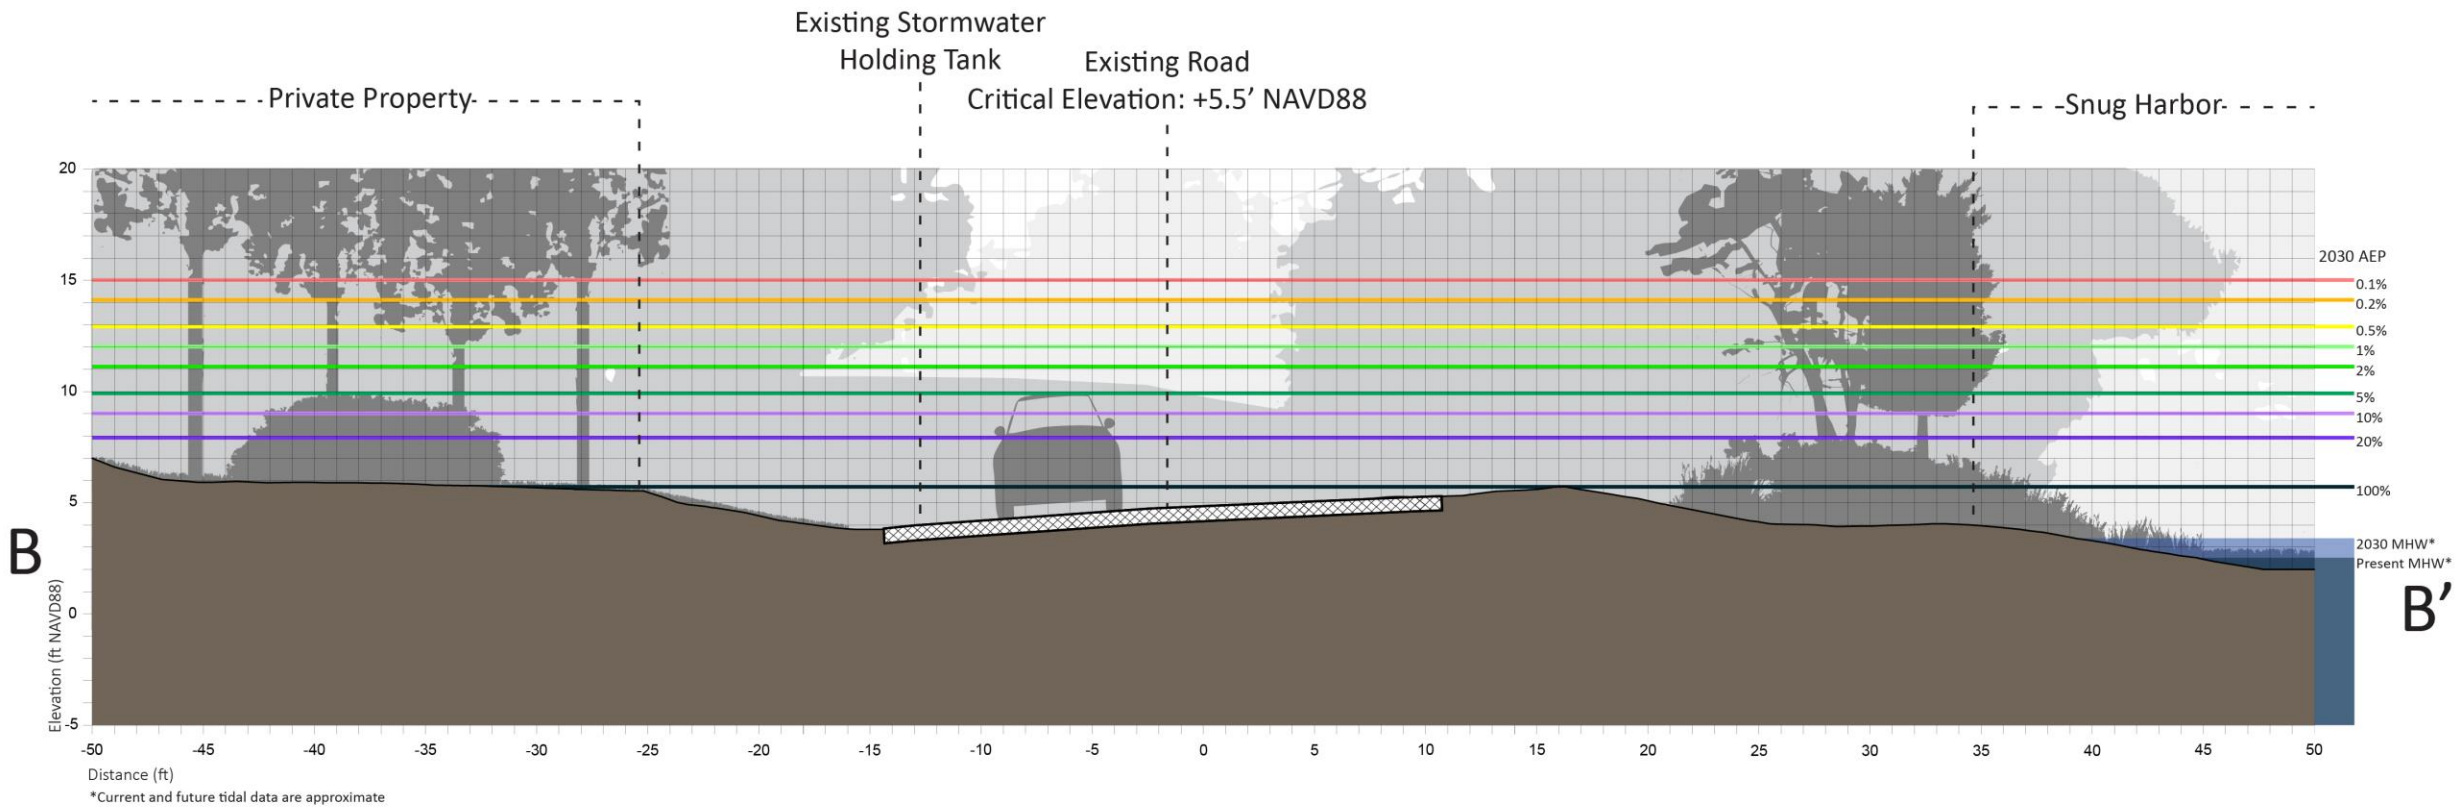 Existing Stormwater
Holding Tank
Existing Road
Critical Elevation: +5.5’ NAVD88
Private Property
Snug Harbor
20
15
10
5
0
-5
Elevation (ft NAVD88)
B
B’
2030 AEP
0.1%
0.2%
0.5%
1%
2%
5%
10%
20%
100%
2030 MHW*
Present MHW*
-50 -45 -40 -35 -30 -25 -20 -15 -10 -5 0 5 10 15 20 25 30 35 40 45 50
Distance (ft)
*Current and future tidal data are approximate